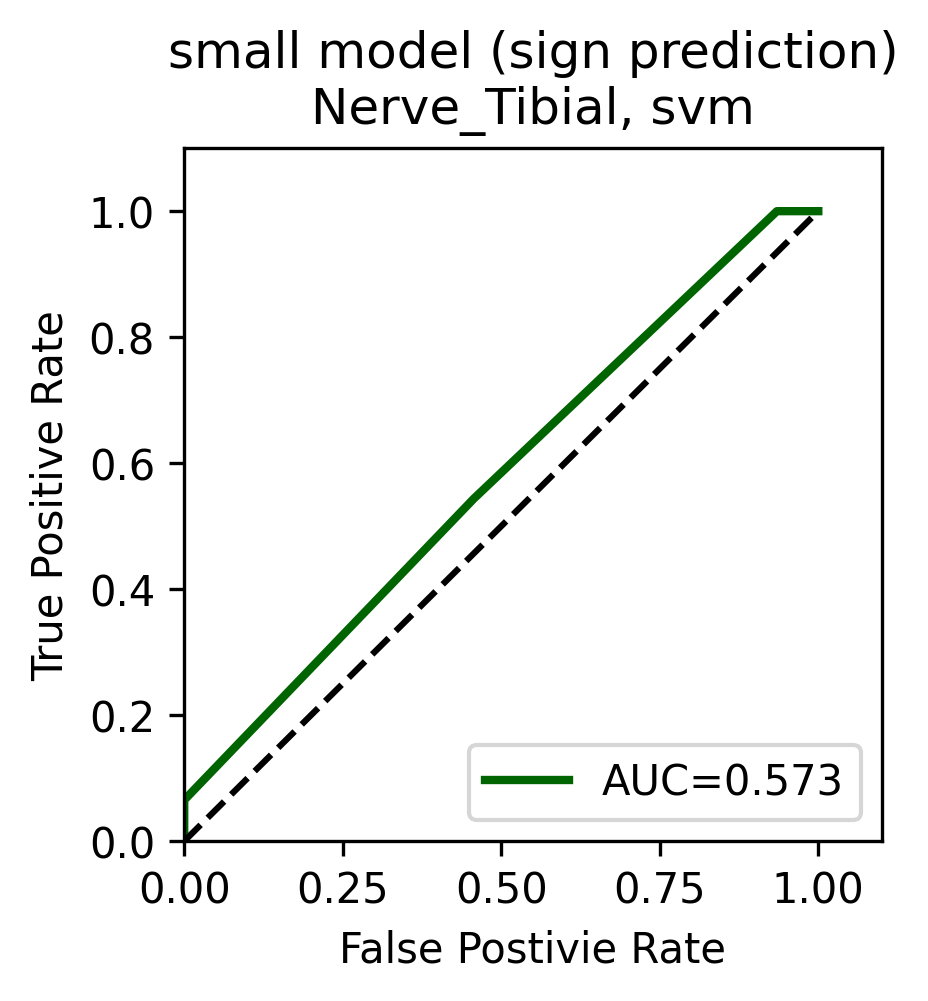 small model (sign prediction)
Nerve_Tibial, svm
1.0
0.8
0.6
0.4
0.2
0.0
True Positive Rate
AUC=0.573
0.00 0.25 0.50 0.75 1.00
False Postivie Rate